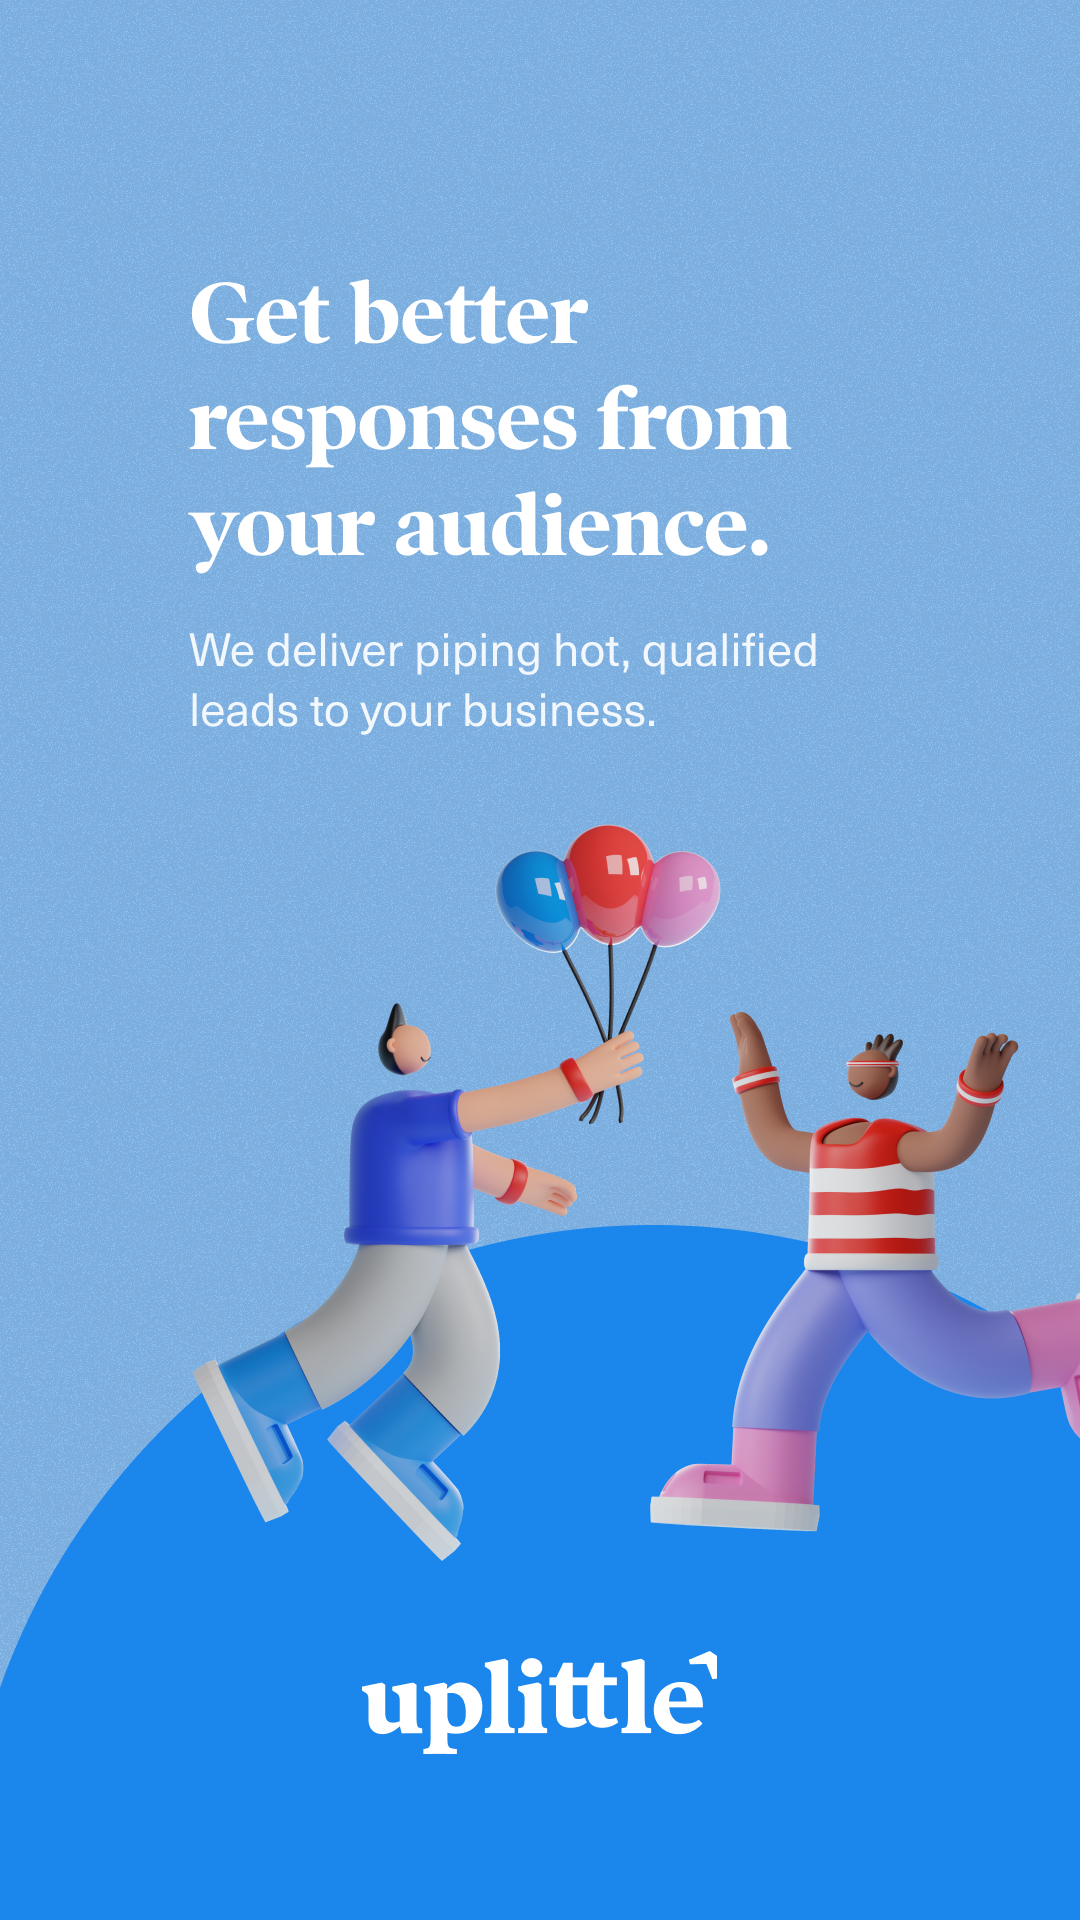 Get better
responses from
your audience.
We deliver piping hot, qualified
leads to your business.
uplittle